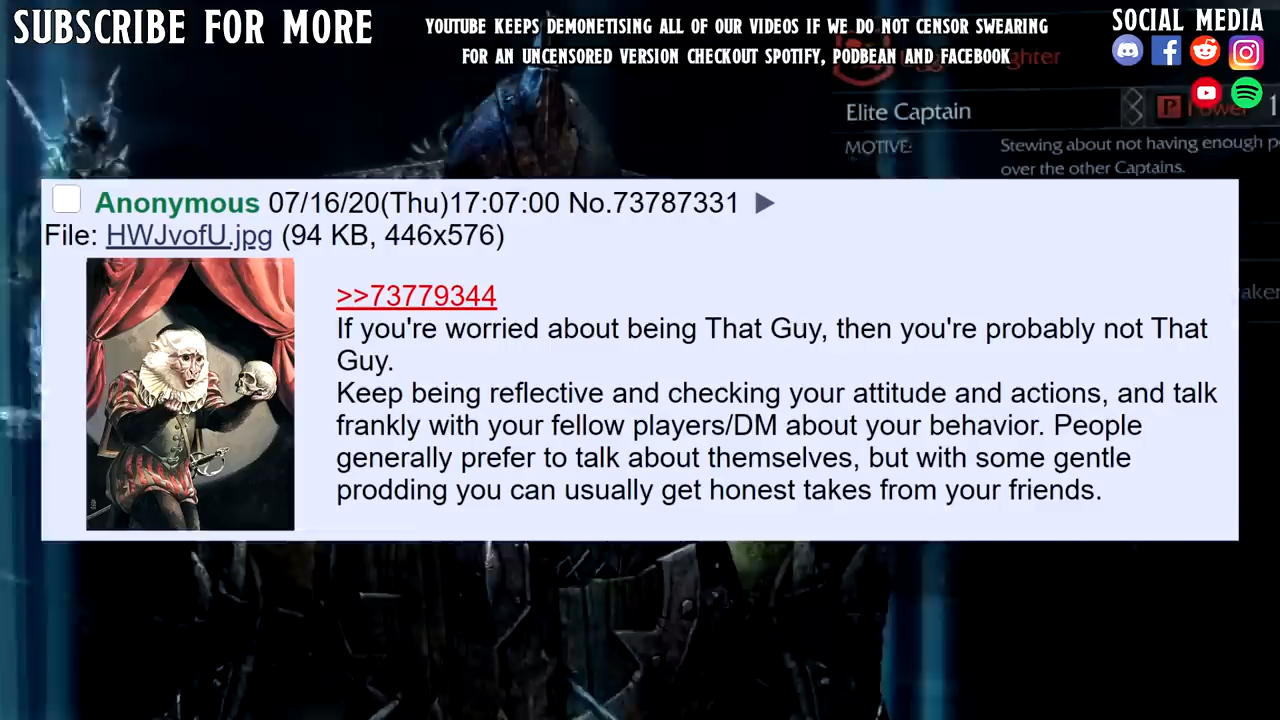 SUBSCRIBE FOR MORE
YOUTUBE KEEPS DEMONETISING ALL OF OUR VIDEOS IF WE DO NOT CENSOR SWEARING
FOR AN UNCENSORED VERSION CHECKOUT SPOTIFY, PODBEAN AND FACEBOOK
SOCIAL MEDIA
Elite Captain
P Power 1
MOTIVE:
Stewing about not having enough p
over the other Captains.
Anonymous 07/16/20(Thu)17:07:00 No.73787331
File: HWJvofU.jpg (94 KB, 446x576)
>>73779344
If you're worried about being That Guy, then you're probably not That
Guy.
Keep being reflective and checking your attitude and actions, and talk
frankly with your fellow players/DM about your behavior. People
generally prefer to talk about themselves, but with some gentle
prodding you can usually get honest takes from your friends.